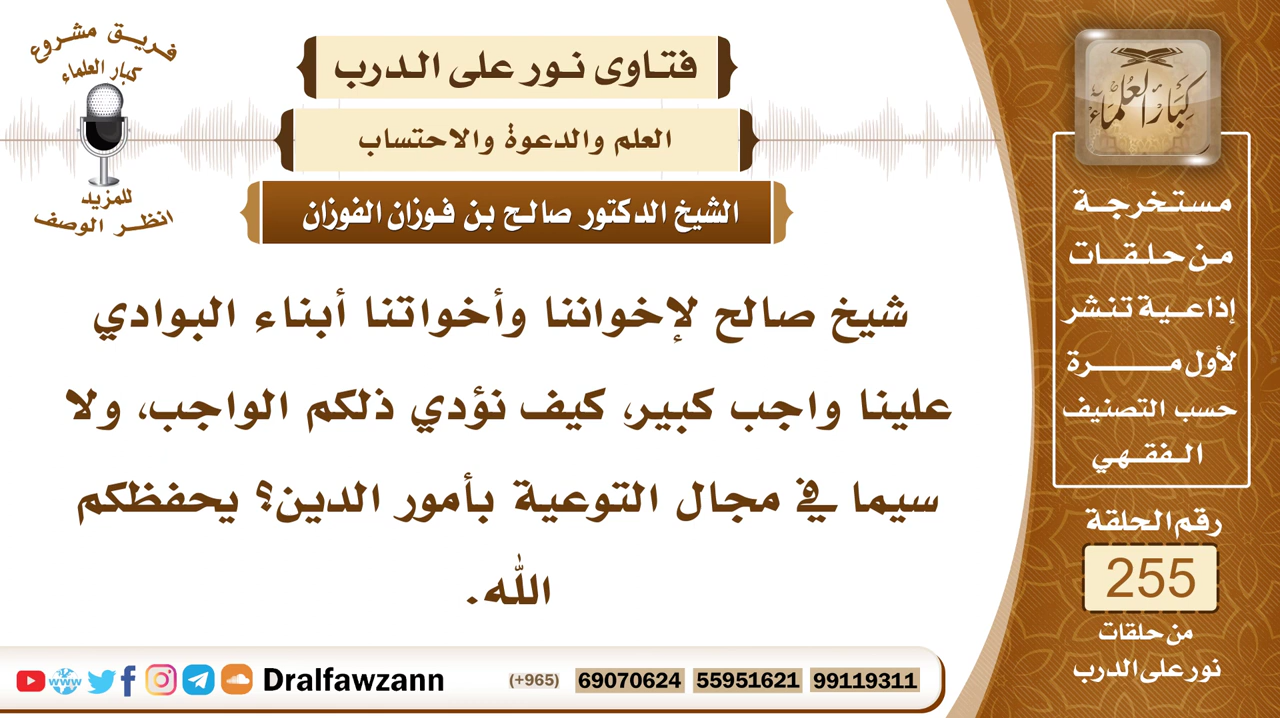 فريق مشروع
كبار العلماء
للمزيد
انظر الوصف
فتاوى نور على الدرب
العلم والدعوة والاحتساب
الشيخ الدكتور صالح بن فوزان الفوزان
شيخ صالح لإخواننا وأخواتنا أبناء البوادي
علينا واجب كبير، كيف نؤدي ذلكم الواجب، ولا
سيما في مجال التوعية بأمور الدين؟ يحفظكم
الله.
كبار العلماء
مستخرجة
من حلقات
إذاعية تنشر
لأول مرة
حسب التصنيف
الفقهي
رقم الحلقة
255
من حلقات
نور على الدرب
www Dralfawzann (+965) 69070624 55951621 99119311